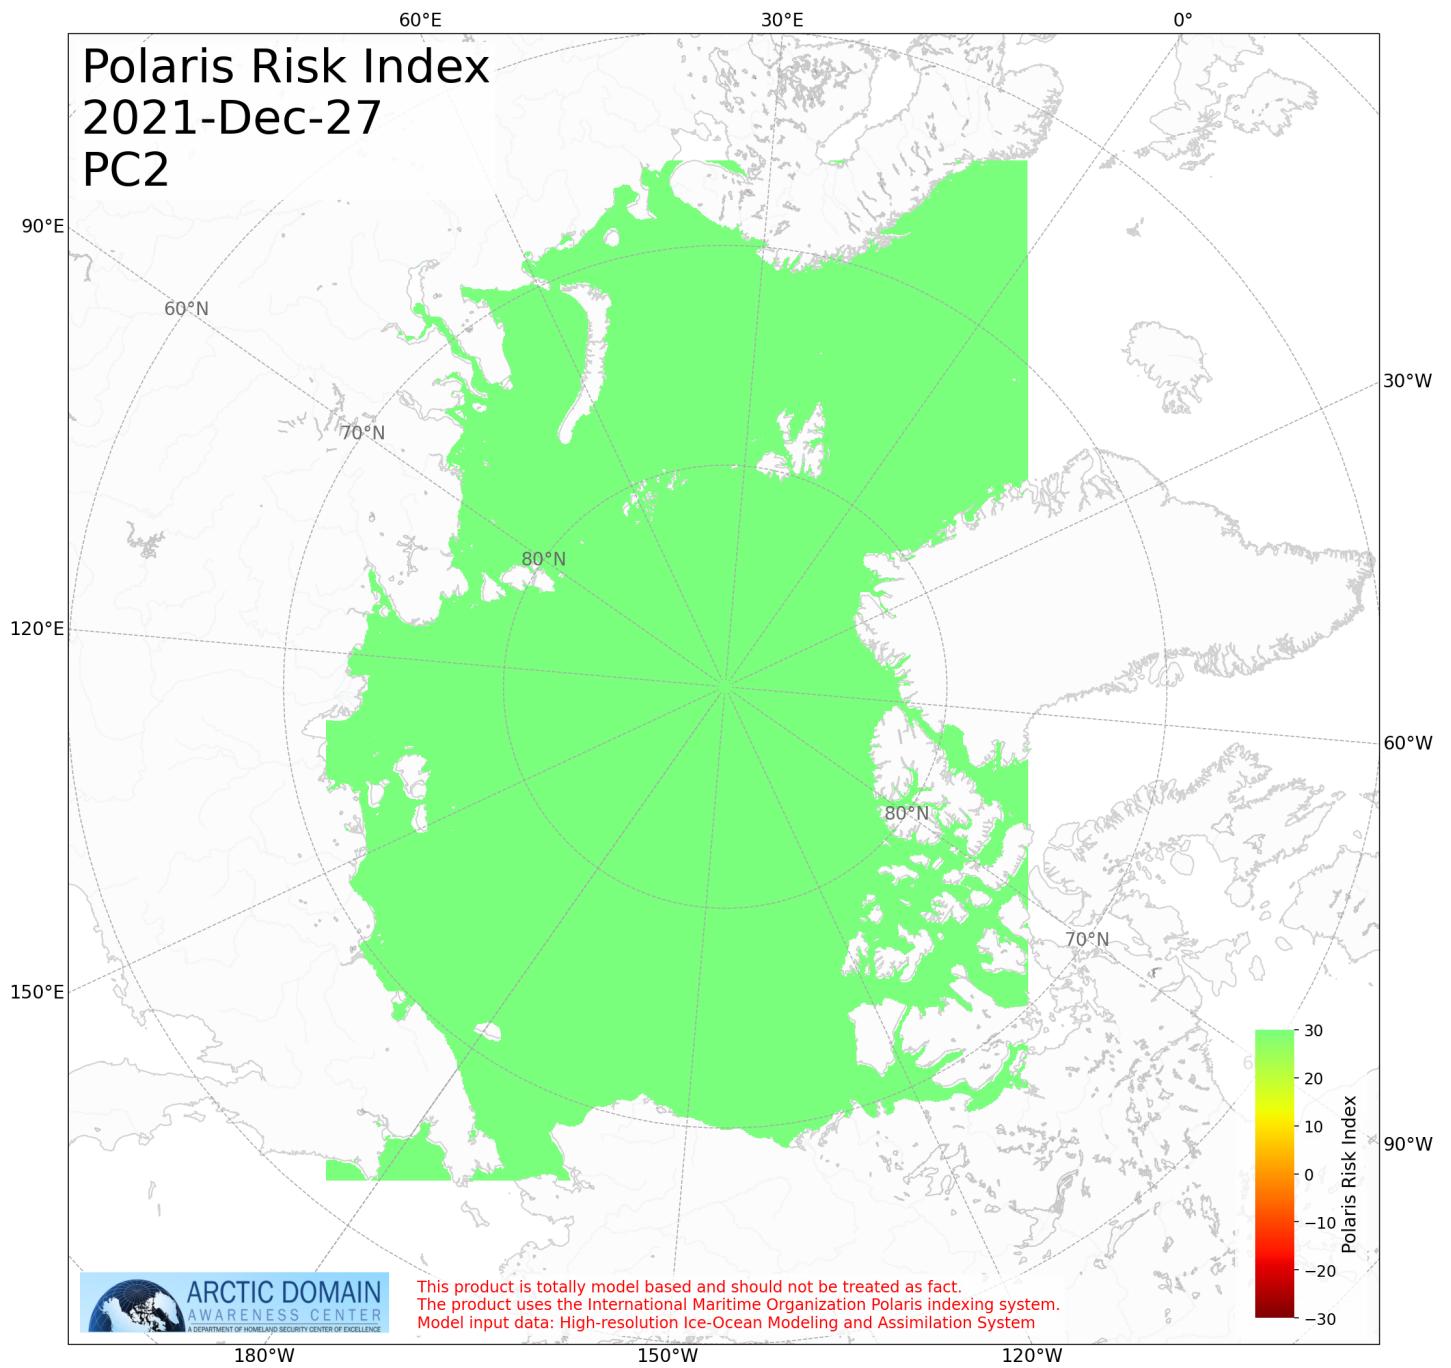 60°E 30°E 0°
Polaris Risk Index
2021-Dec-27
PC2
90°E
60°N
30°W
70°N
80°N
120°E
60°W
80°N
70°N
150°E
30
20
10
0
−10
−20
−30
Polaris Risk Index
90°W
ARCTIC DOMAIN
AWARENESS CENTER
A DEPARTMENT OF HOMELAND SECURITY CENTER OF EXCELLENCE
This product is totally model based and should not be treated as fact.
The product uses the International Maritime Organization Polaris indexing system.
Model input data: High-resolution Ice-Ocean Modeling and Assimilation System
180°W 150°W 120°W